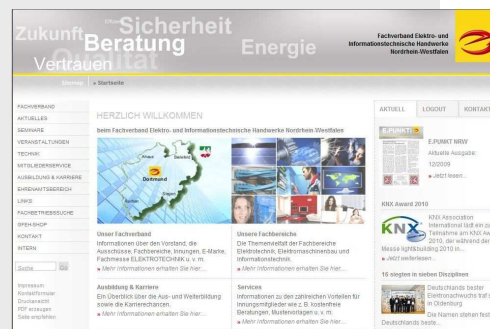 Zukunft
Sicherheit
Beratung
Energie
Qualität
Vertrauen
Fachverband Elektro- und
Informationstechnische Handwerke
Nordrhein-Westfalen
Sitemap
» Startseite
FACHVERBAND
AKTUELLES
SEMINARE
VERANSTALTUNGEN
TECHNIK
MITGLIEDERSERVICE
AUSBILDUNG & KARRIERE
EHRENAMTSBEREICH
LINKS
FACHBETRIEBSSUCHE
GFEH-SHOP
KONTAKT
INTERN
Suche
Impressum
Kontaktformular
Druckansicht
PDF erzeugen
Seite empfehlen
HERZLICH WILLKOMMEN
beim Fachverband Elektro- und Informationstechnische Handwerke Nordrhein-Westfalen
Dortmund
Unser Fachverband
Informationen über den Vorstand, die
Ausschüsse, Fachbereiche, Innungen, E-Marke,
Fachmesse ELEKTROTECHNIK u. v. m.
» Mehr Informationen erhalten Sie hier...
Unsere Fachbereiche
Die Themenvielfalt der Fachbereiche
Elektrotechnik, Elektromaschinenbau und
Informationstechnik.
» Mehr Informationen erhalten Sie hier...
Ausbildung & Karriere
Ein Überblick über die Aus- und Weiterbildung
sowie die Karrierechancen.
» Mehr Informationen erhalten Sie hier...
Services
Informationen zu den zahlreichen Vorteilen für
Innungsmitglieder wie z. B. kostenfreie
Beratungen, Mustervorlagen u. v. m.
» Mehr Informationen erhalten Sie hier...
AKTUELL
LOGOUT
KONTAKT
E.PUNKT
E.PUNKT NRW
Aktuelle Ausgabe:
12/2009
» Jetzt lesen...
KNX Award 2010
KNX
KNX Association
International lädt ein zu
Teilnahme am KNX Aw
2010, der während der
Messe light&building 2010 in...
» Jetzt weiterlesen...
16 siegten in sieben Disziplinen
Deutschlands bester
Elektronachwuchs traf s
in Oldenburg
Die Namen stehen fest
Deutschlands beste...